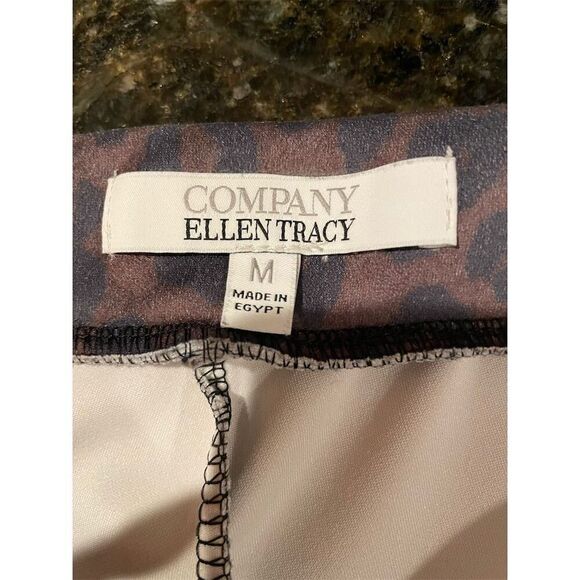 COMPANY
ELLEN TRACY
M
MADE IN
EGYPT